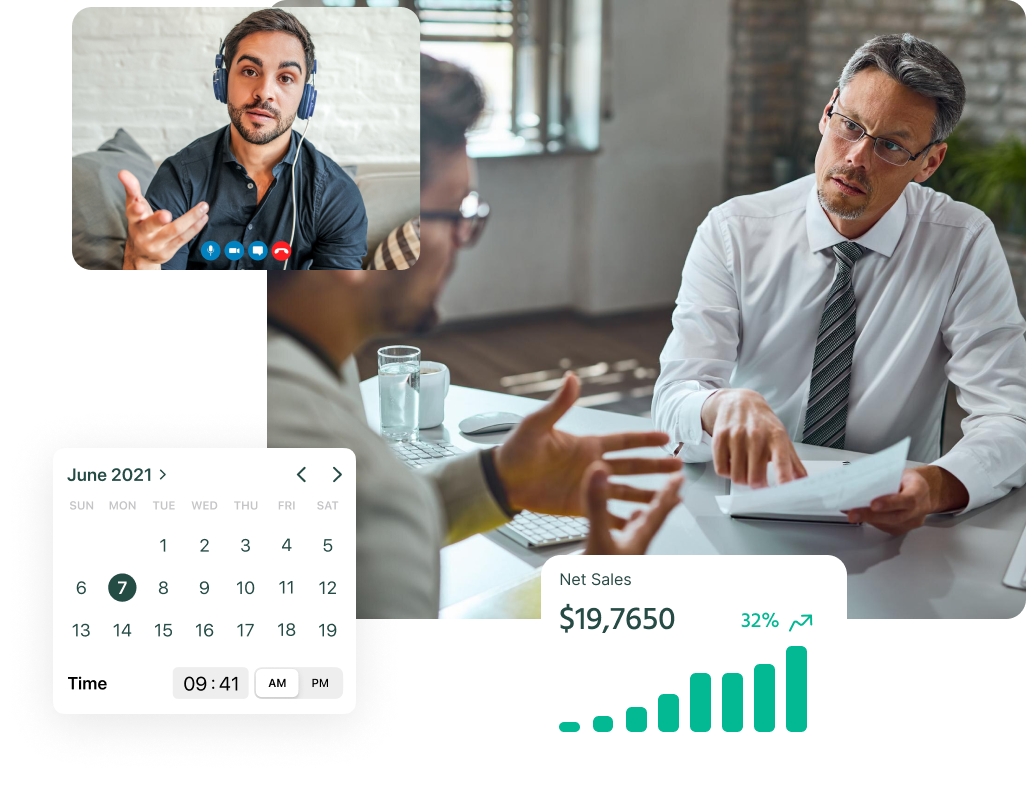 June 2021
SUN MON TUE WED THU FRI SAT
1 2 3 4 5
6 7 8 9 10 11 12
13 14 15 16 17 18 19
Time 09:41 AM PM
Net Sales
$19,7650 32%